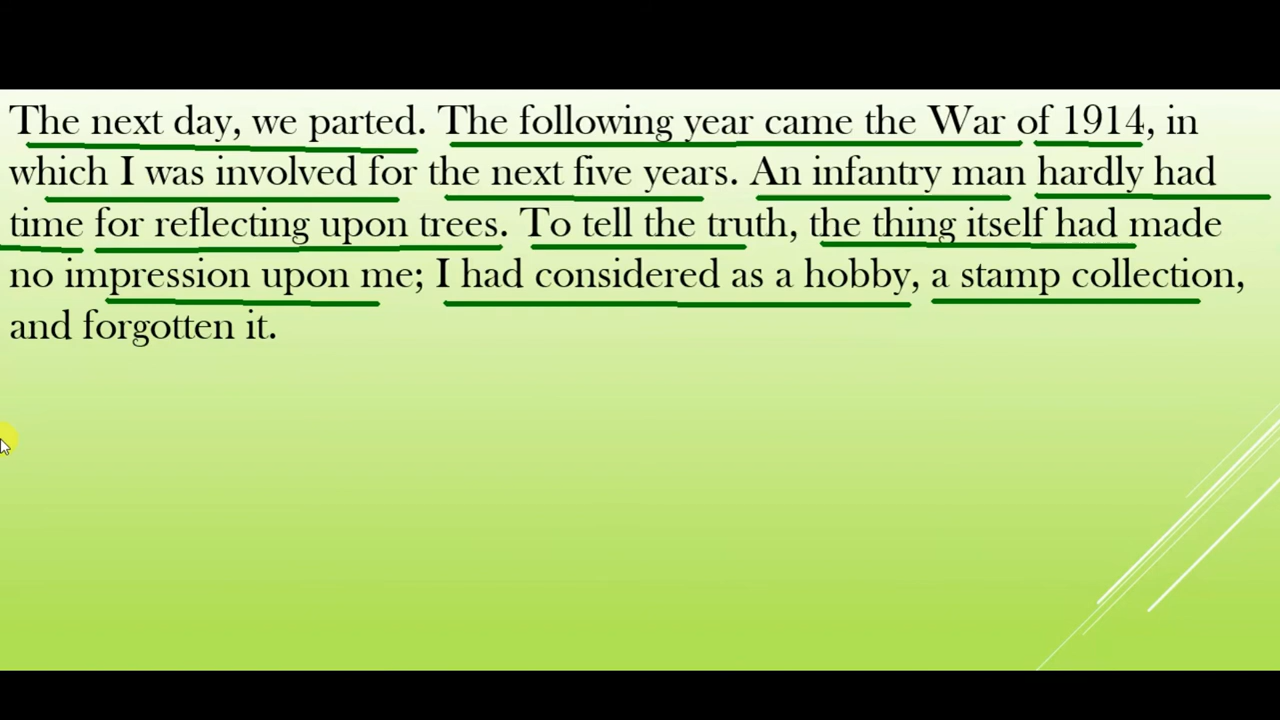 The next day, we parted. The following year came the War of 1914, in
which I was involved for the next five years. An infantry man hardly had
time for reflecting upon trees. To tell the truth, the thing itself had made
no impression upon me; I had considered as a hobby, a stamp collection,
and forgotten it.